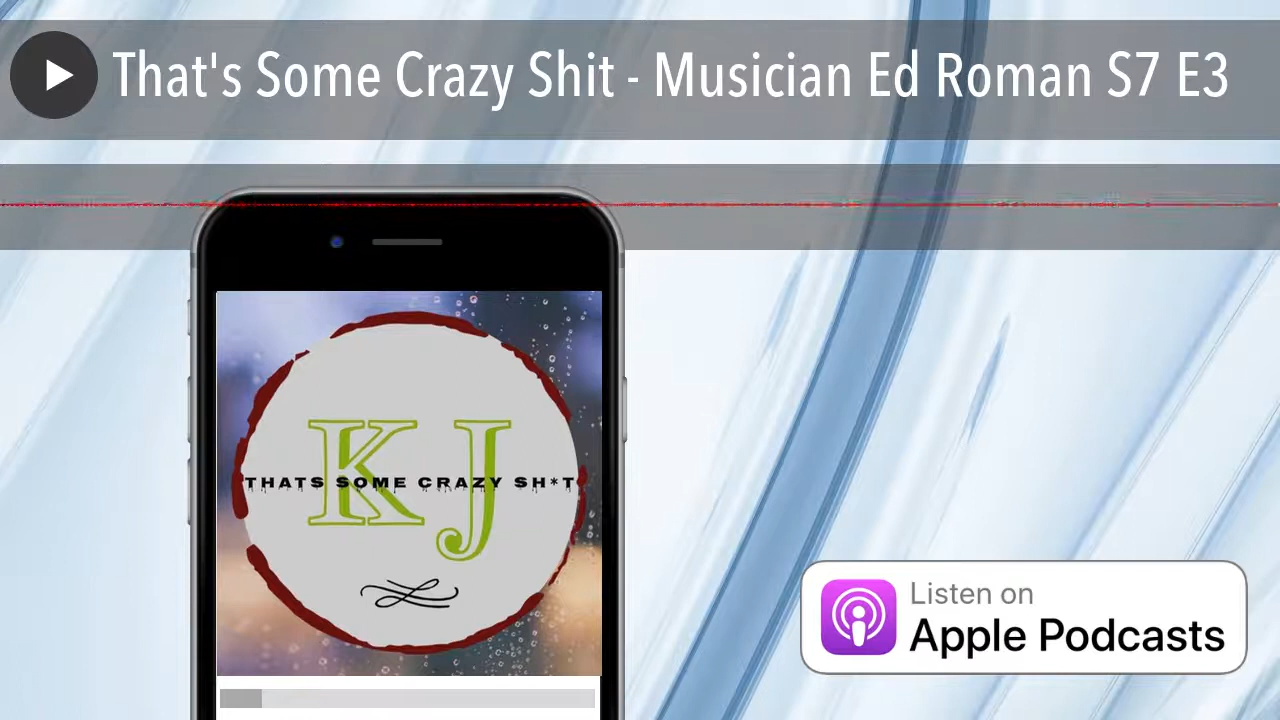 That's Some Crazy Shit - Musician Ed Roman S7 E3
KJ
THATS SOME CRAZY SH*T
Listen on
Apple Podcasts